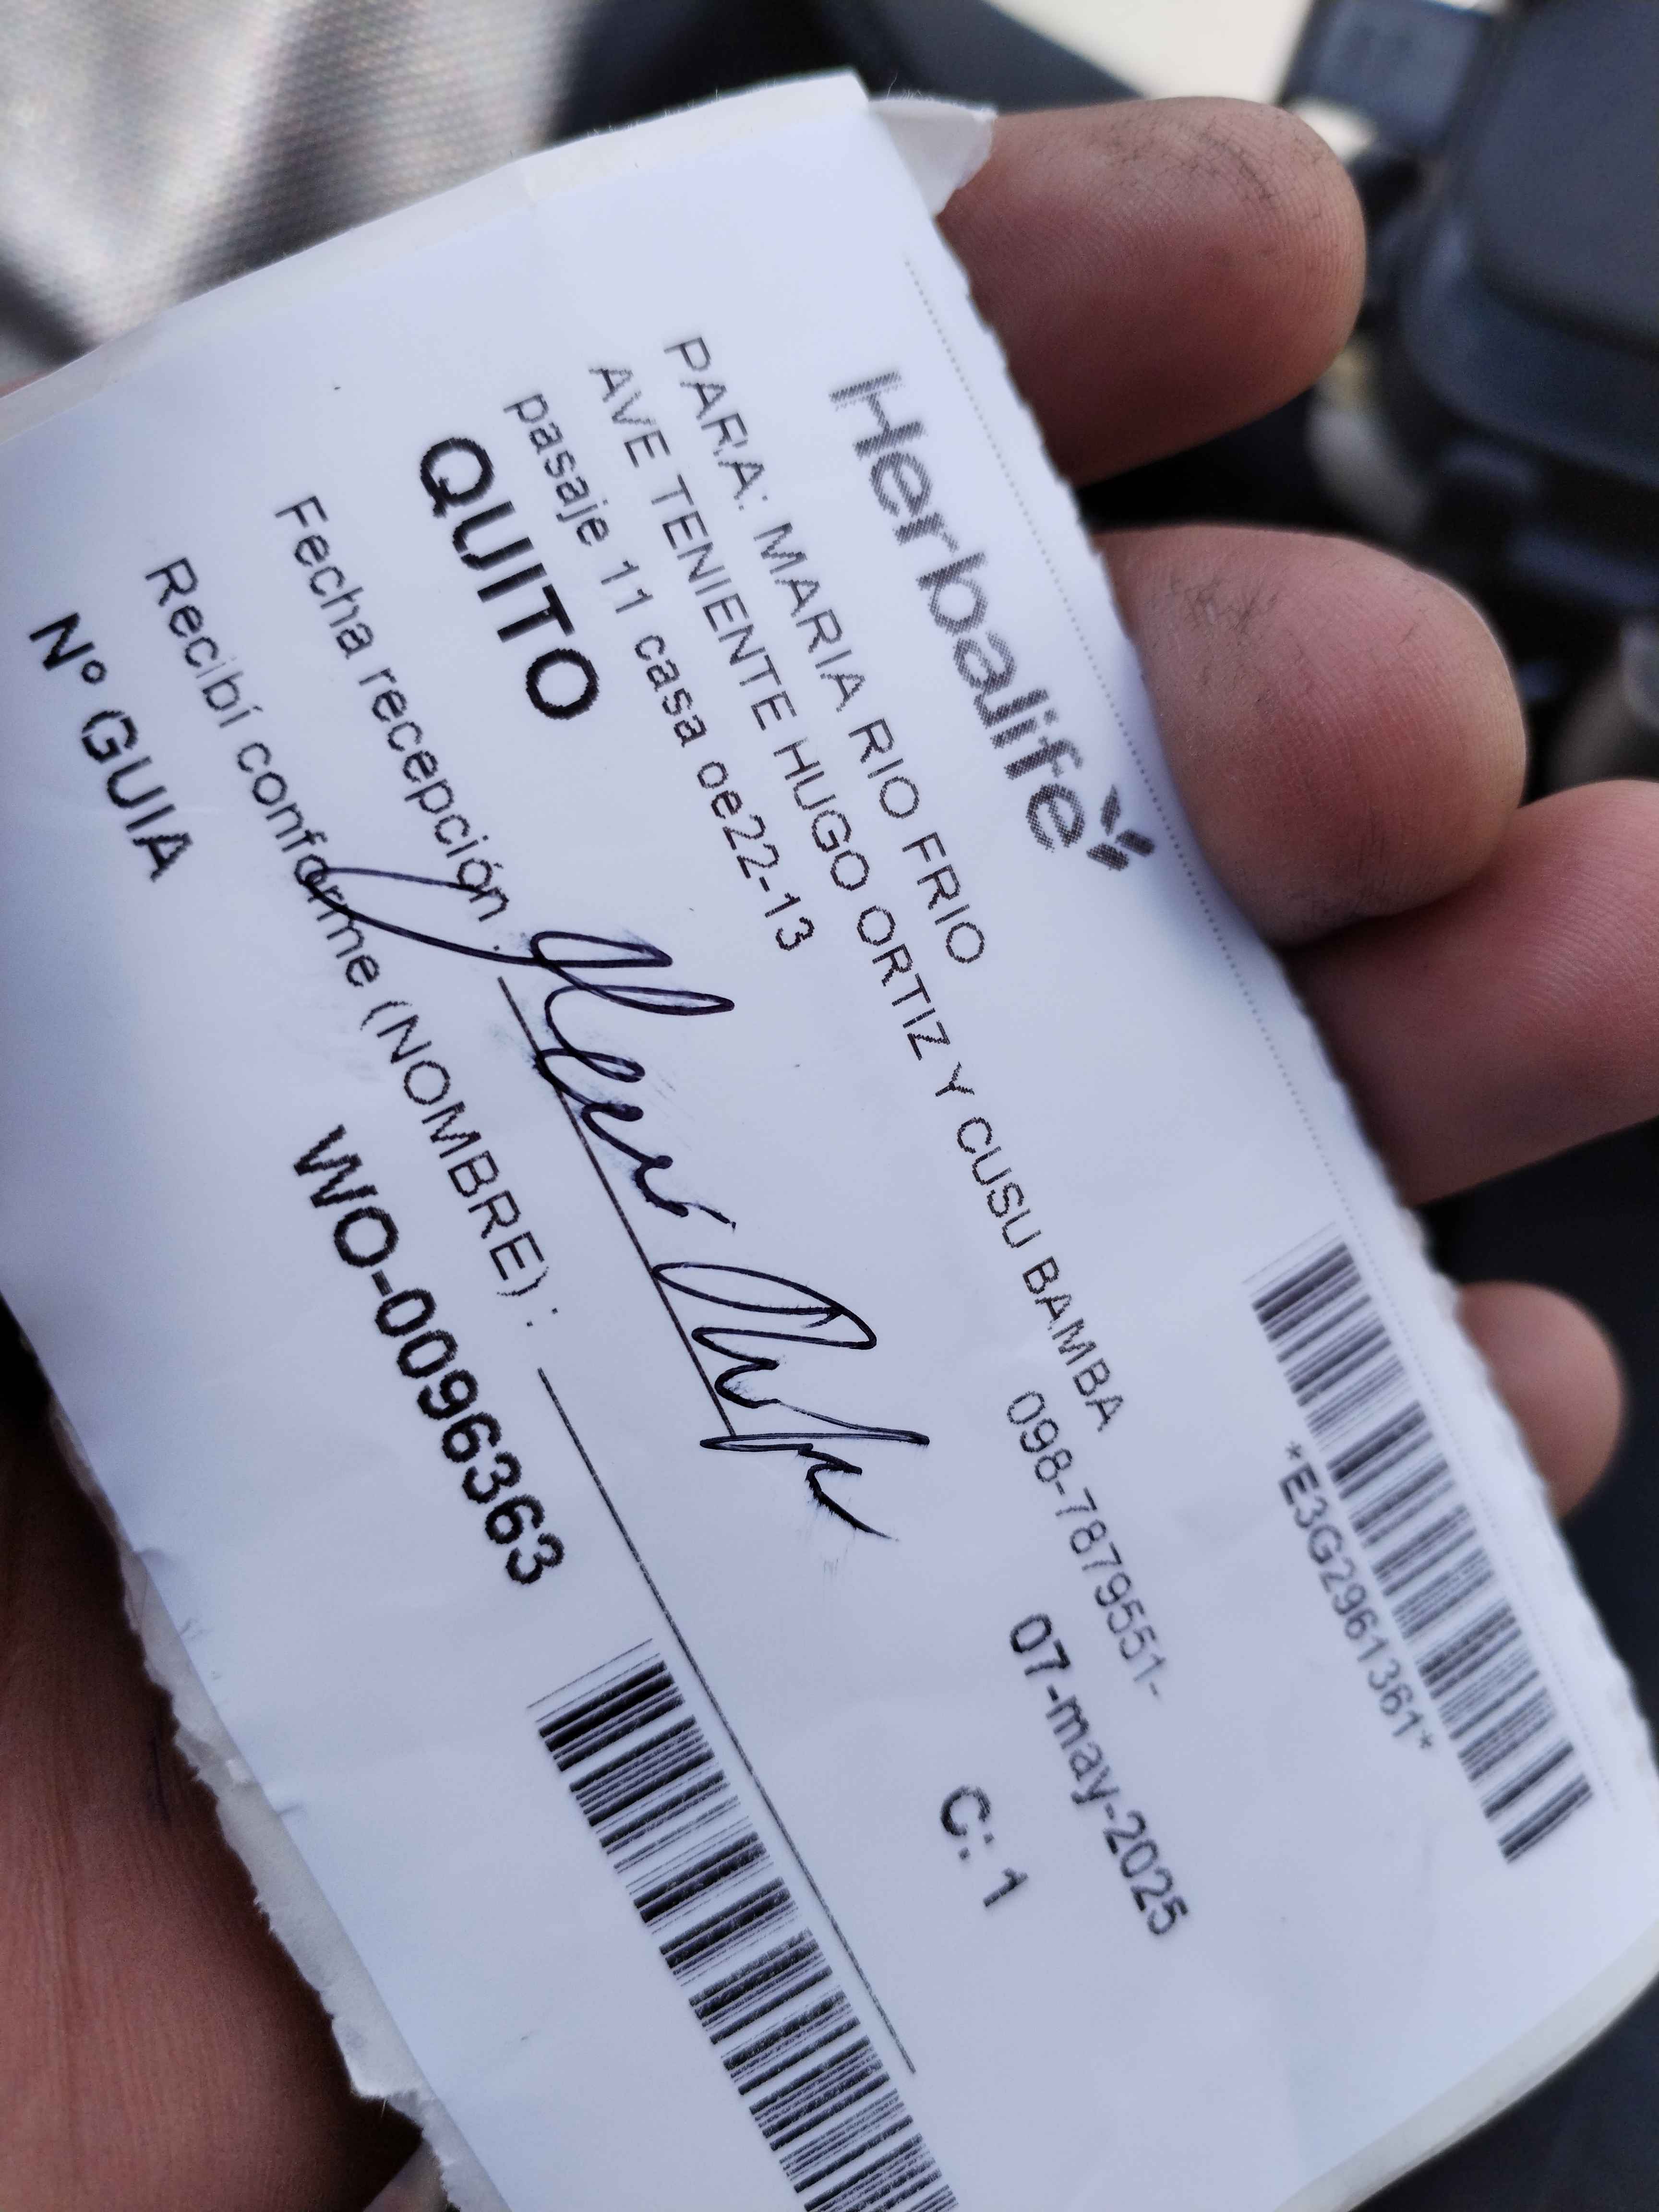 Herbalife
*E3G2961361*
PARA: MARIA RIO FRIO
AVE TENIENTE HUGO ORTIZ Y CUSU BAMBA
pasaje 11 casa oe22-13
098-7879551-
QUITO
07-may-2025
Fecha recepción :
C: 1
Recibí conforme (NOMBRE) :
Nº GUIA
WO-0096363